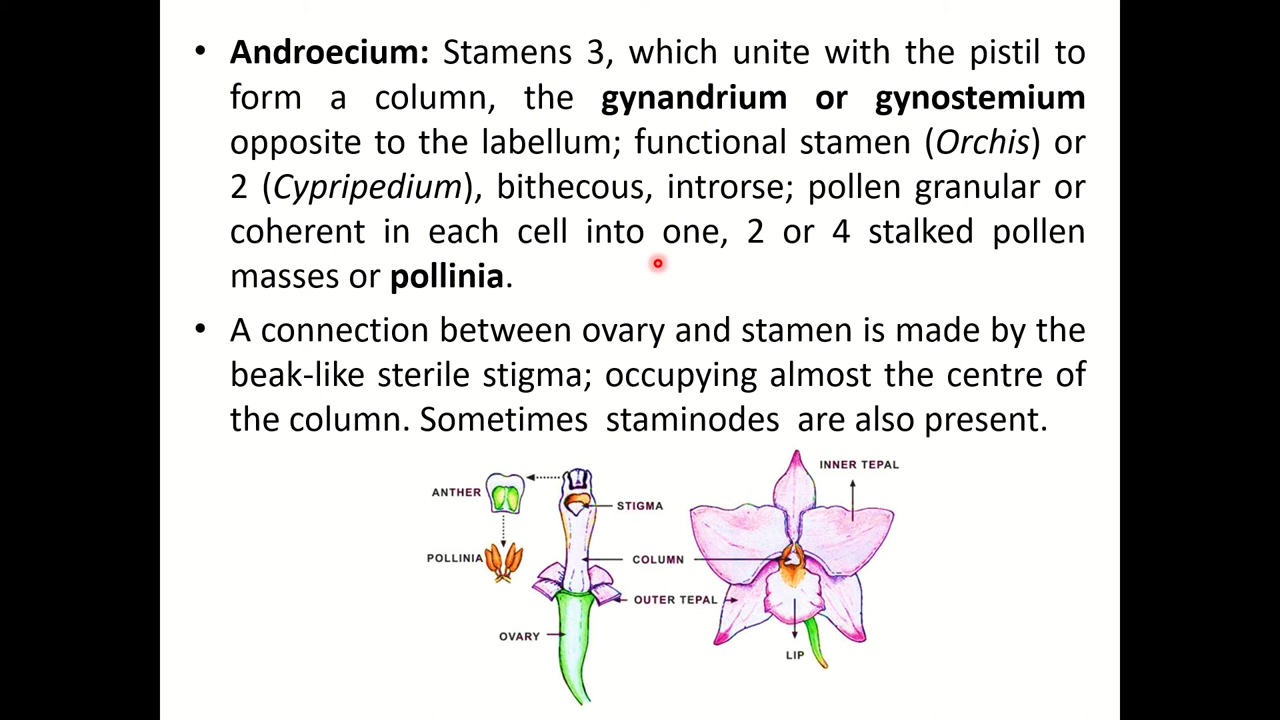 • Androecium: Stamens 3, which unite with the pistil to
form a column, the gynandrium or gynostemium
opposite to the labellum; functional stamen (Orchis) or
2 (Cypripedium), bithecous, introrse; pollen granular or
coherent in each cell into one, 2 or 4 stalked pollen
masses or pollinia.
• A connection between ovary and stamen is made by the
beak-like sterile stigma; occupying almost the centre of
the column. Sometimes staminodes are also present.
INNER TEPAL
ANTHER
STIGMA
POLLINIA
COLUMN
OUTER TEPAL
OVARY
LIP